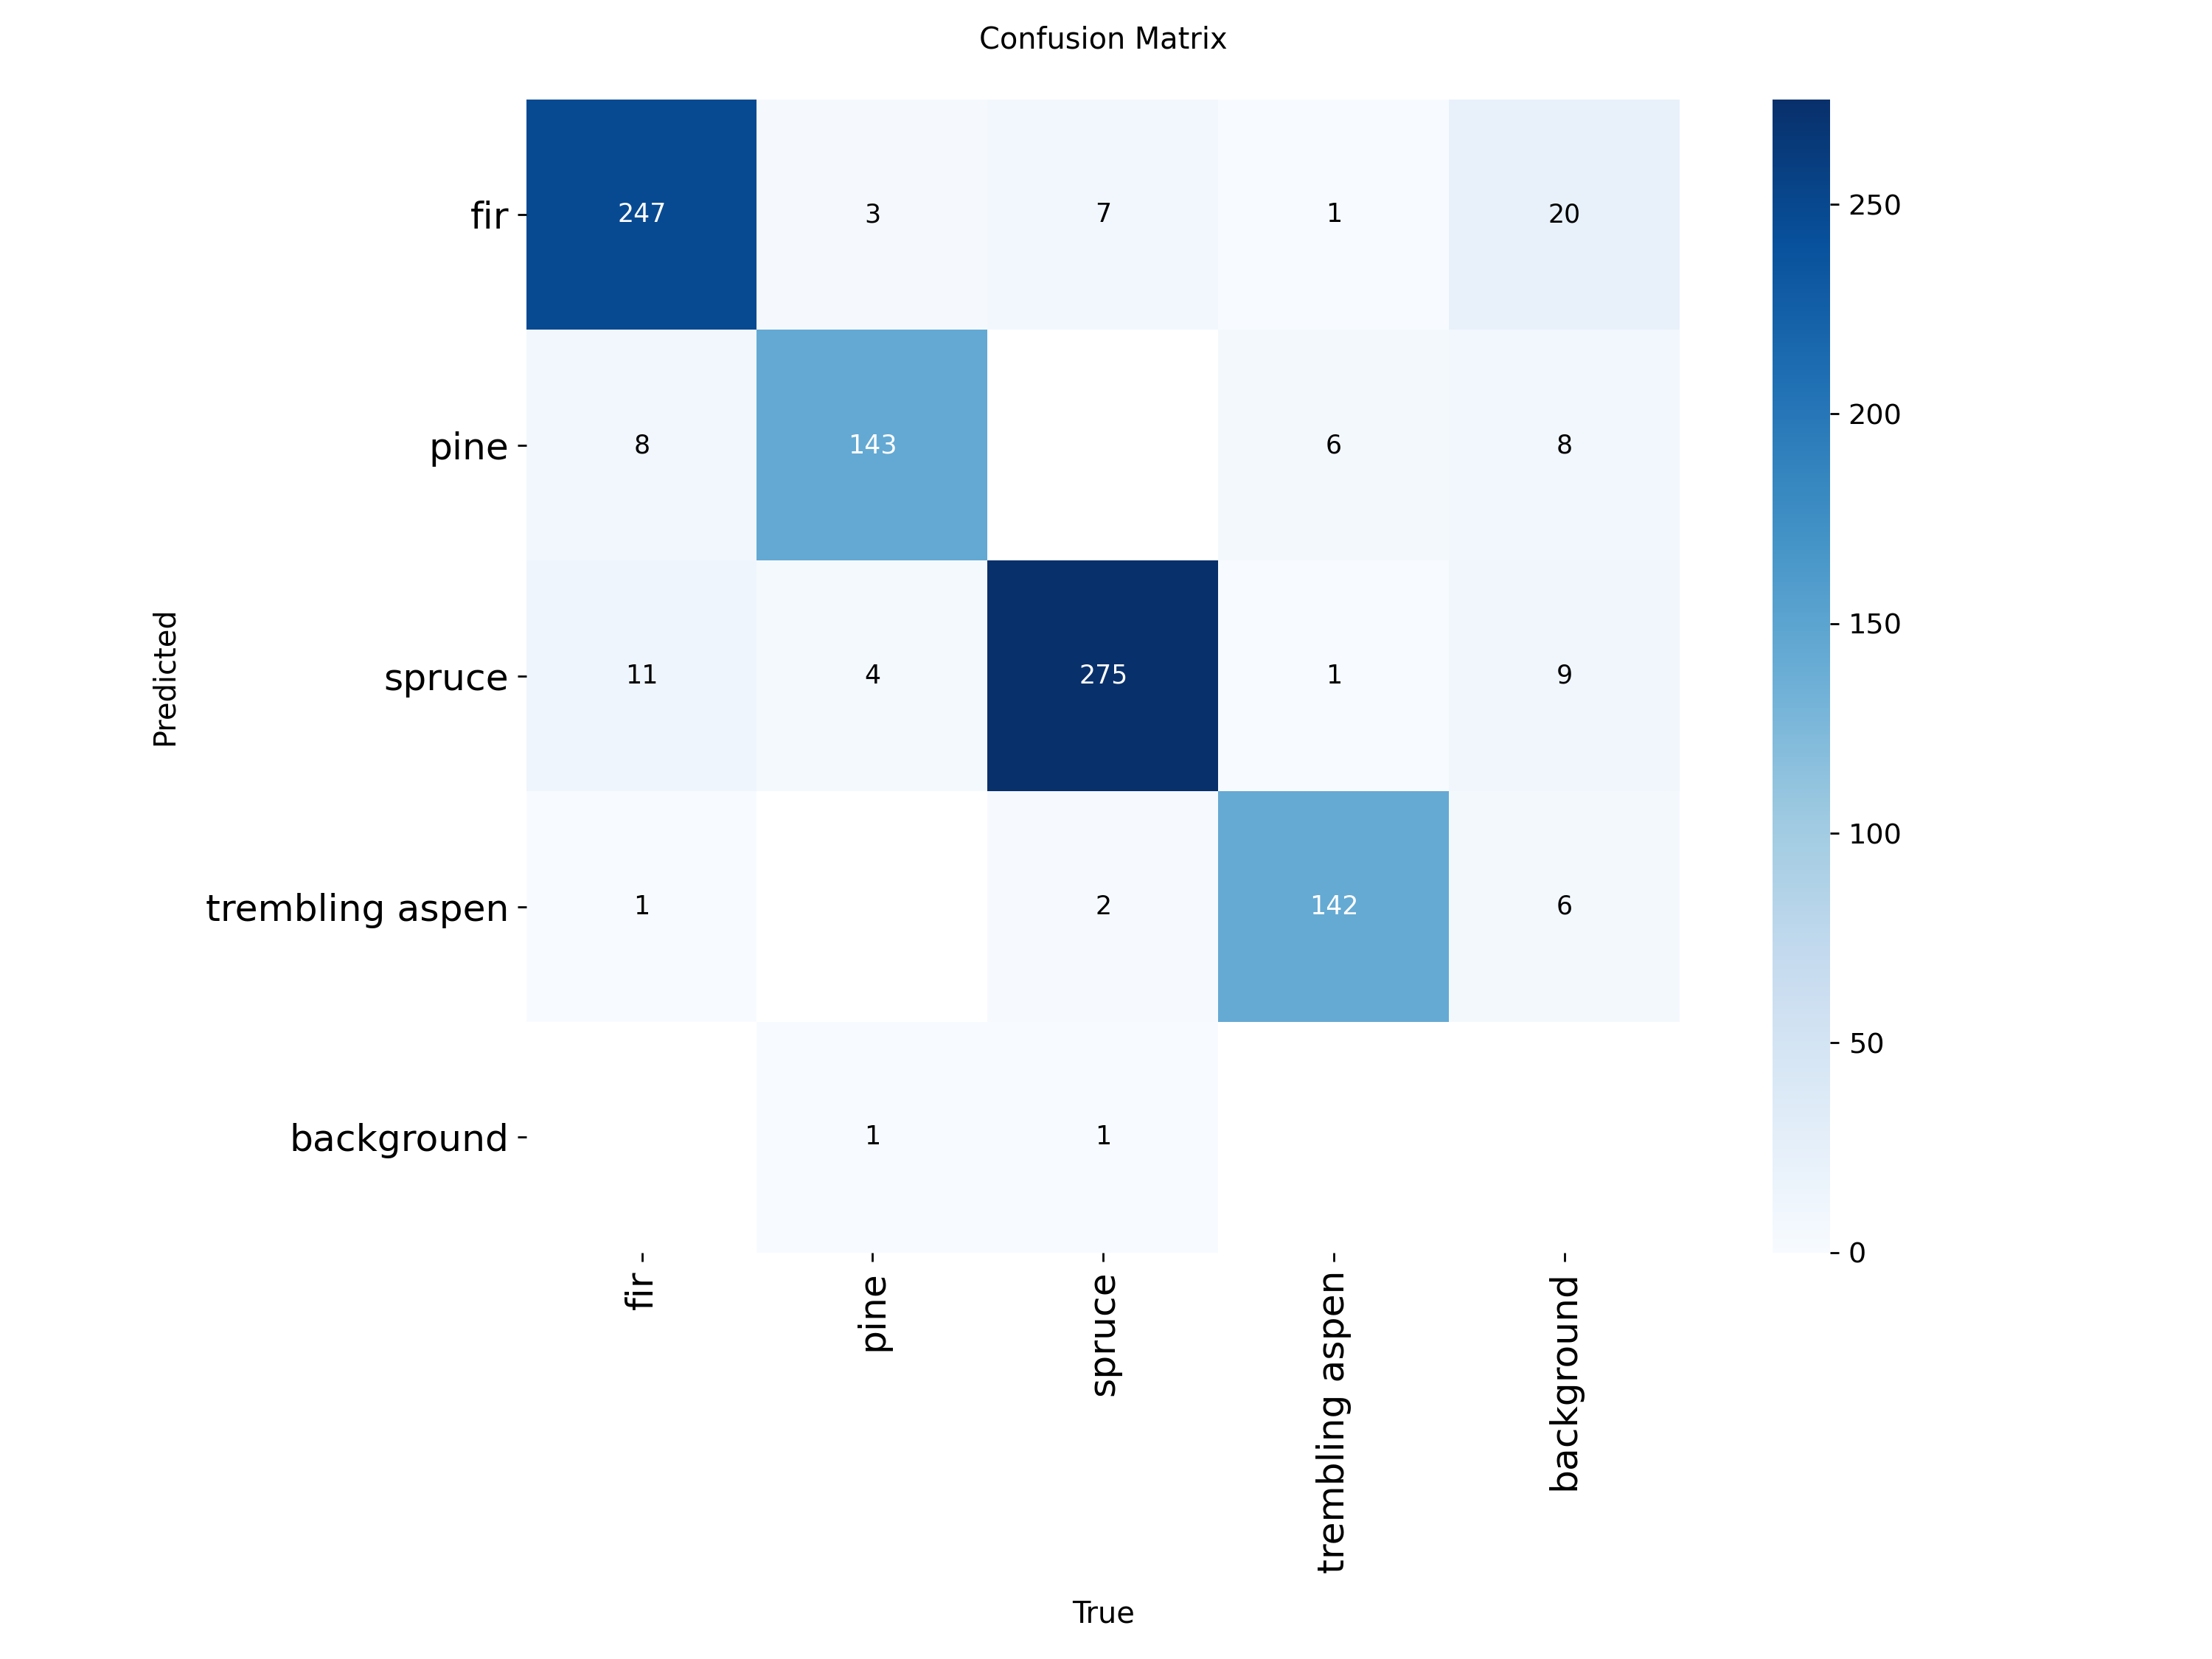 Confusion Matrix
fir
247 3 7 1 20
pine
8 143 6 8
spruce
11 4 275 1 9
trembling aspen
1 2 142 6
background
1 1
fir
pine
spruce
trembling aspen
background
Predicted
True
250
200
150
100
50
0